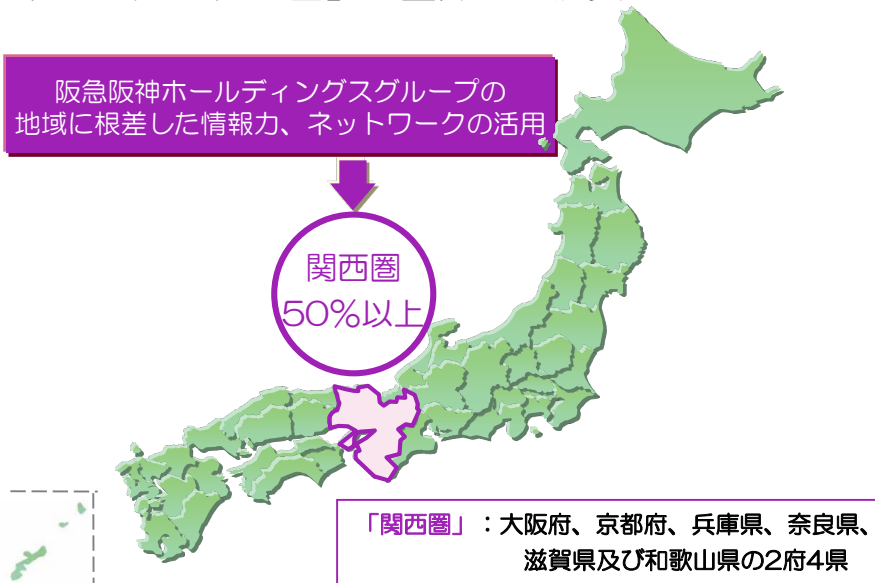 阪急阪神ホールディングスグループの
地域に根差した情報力、ネットワークの活用
関西圏
50%以上
「関西圏」：大阪府、京都府、兵庫県、奈良県、
滋賀県及び和歌山県の2府4県